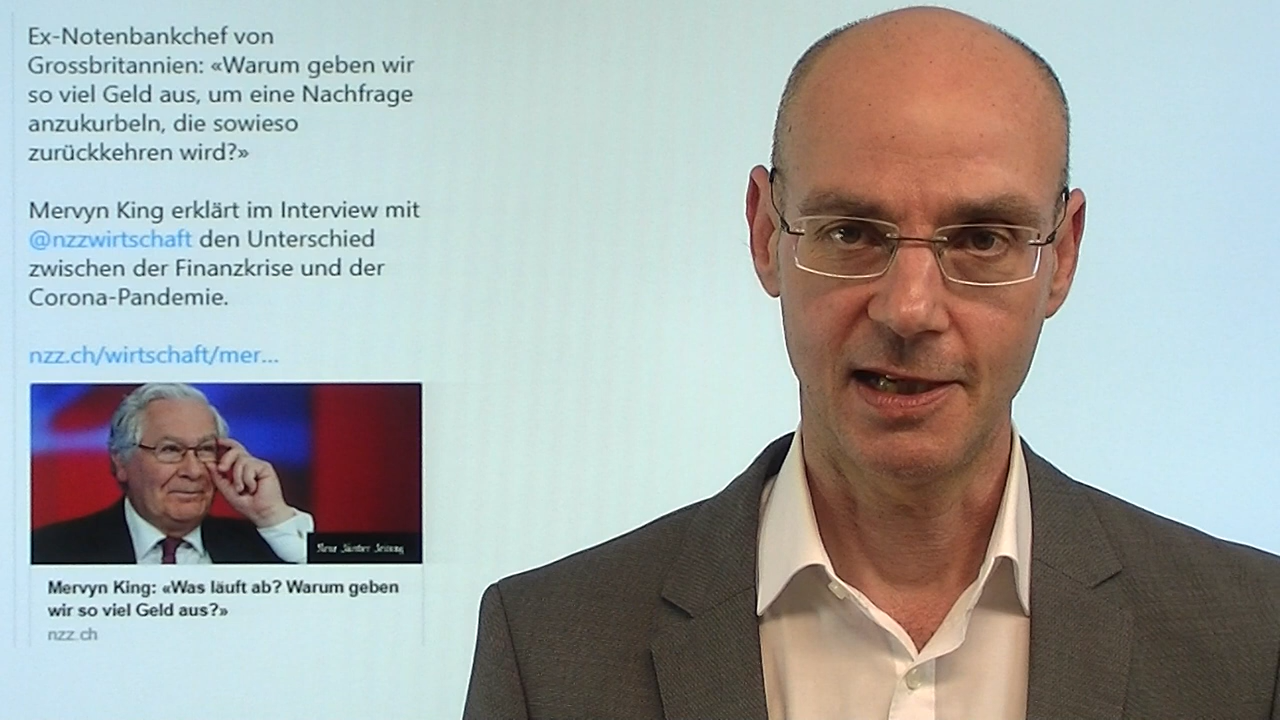 Ex-Notenbankchef von
Grossbritannien: «Warum geben wir
so viel Geld aus, um eine Nachfrage
anzukurbeln, die sowieso
zurückkehren wird?»
Mervyn King erklärt im Interview mit
@nzzwirtschaft den Unterschied
zwischen der Finanzkrise und der
Corona-Pandemie.
nzz.ch/wirtschaft/mer...
Neue Zürcher Zeitung
Mervyn King: «Was läuft ab? Warum geben
wir so viel Geld aus?»
nzz.ch